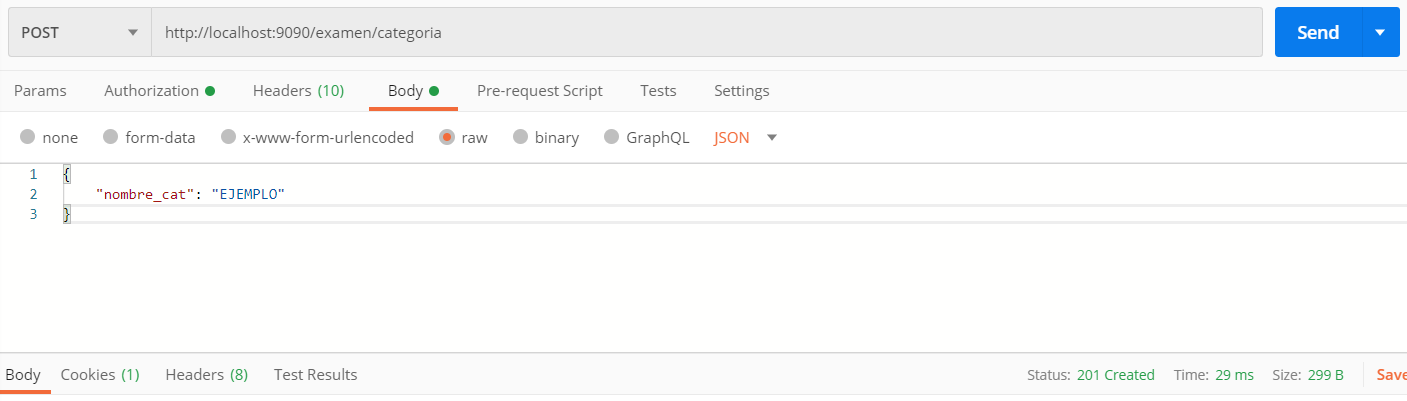 POST http://localhost:9090/examen/categoria Send
Params Authorization Headers (10) Body Pre-request Script Tests Settings
none form-data x-www-form-urlencoded raw binary GraphQL JSON
1 {
2 "nombre_cat": "EJEMPLO"
3 }
Body Cookies (1) Headers (8) Test Results Status: 201 Created Time: 29 ms Size: 299 B Save